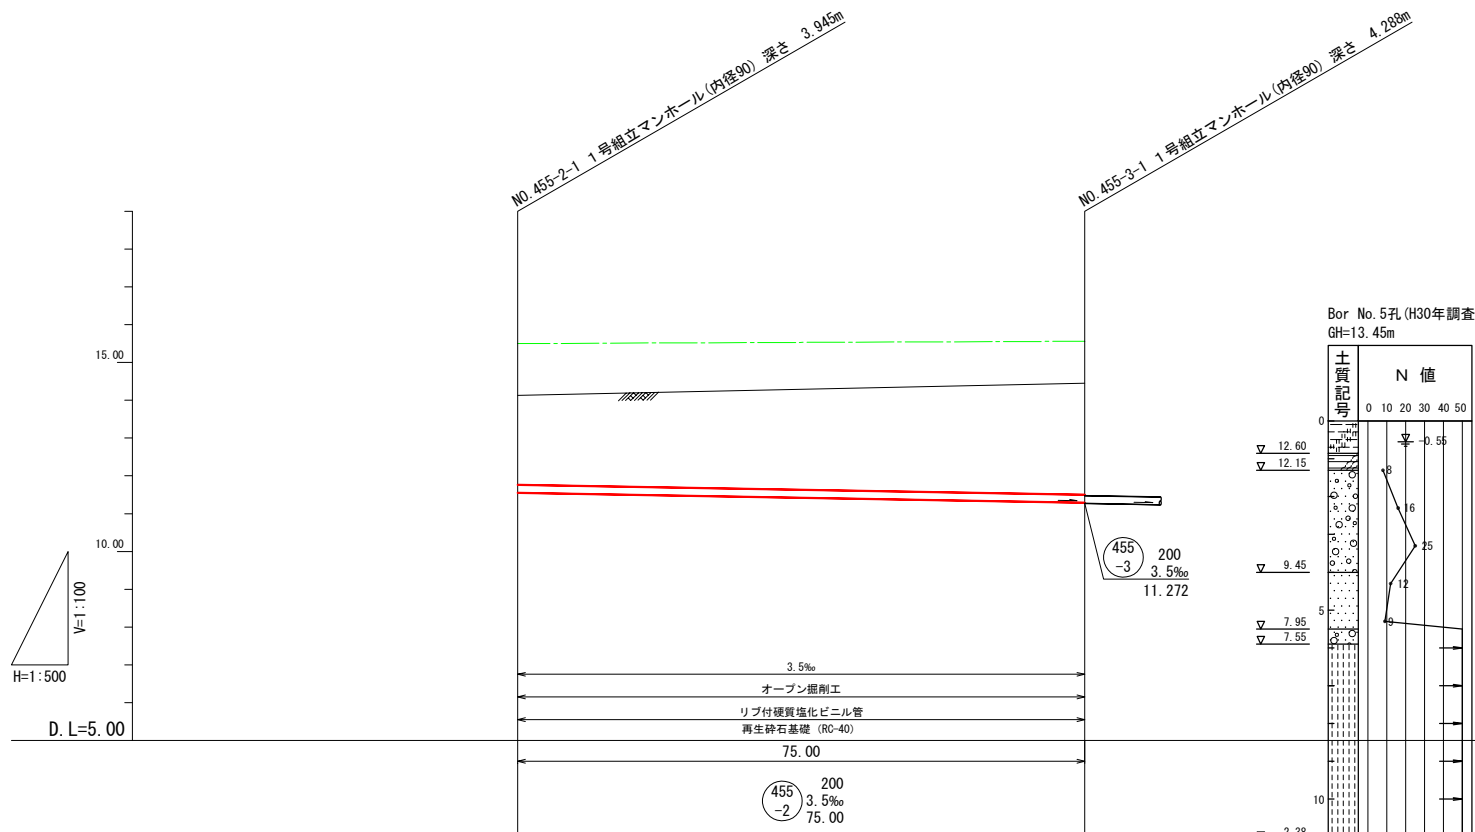 NO.455-2-1 1号組立マンホール(内径90) 深さ 3.945m
NO.455-3-1 1号組立マンホール(内径90) 深さ 4.288m
Bor No.5孔(H30年調査
GH=13.45m
土質記号
N 値
0 10 20 30 40 50
15.00
10.00
V=1:100
H=1:500
D.L=5.00
0
-0.55
12.60
12.15
8
16
25
9.45
12
5
7.95
9
7.55
10
2.38
455
-3
200
3.5‰
11.272
3.5‰
オープン掘削工
リブ付硬質塩化ビニル管
再生砕石基礎 (RC-40)
75.00
455
-2
200
3.5‰
75.00